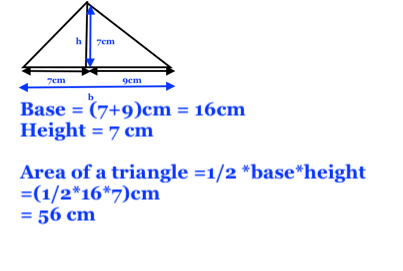 h 7cm
7cm 9cm
b
Base = (7+9)cm = 16cm
Height = 7 cm
Area of a triangle =1/2 *base*height
=(1/2*16*7)cm
= 56 cm